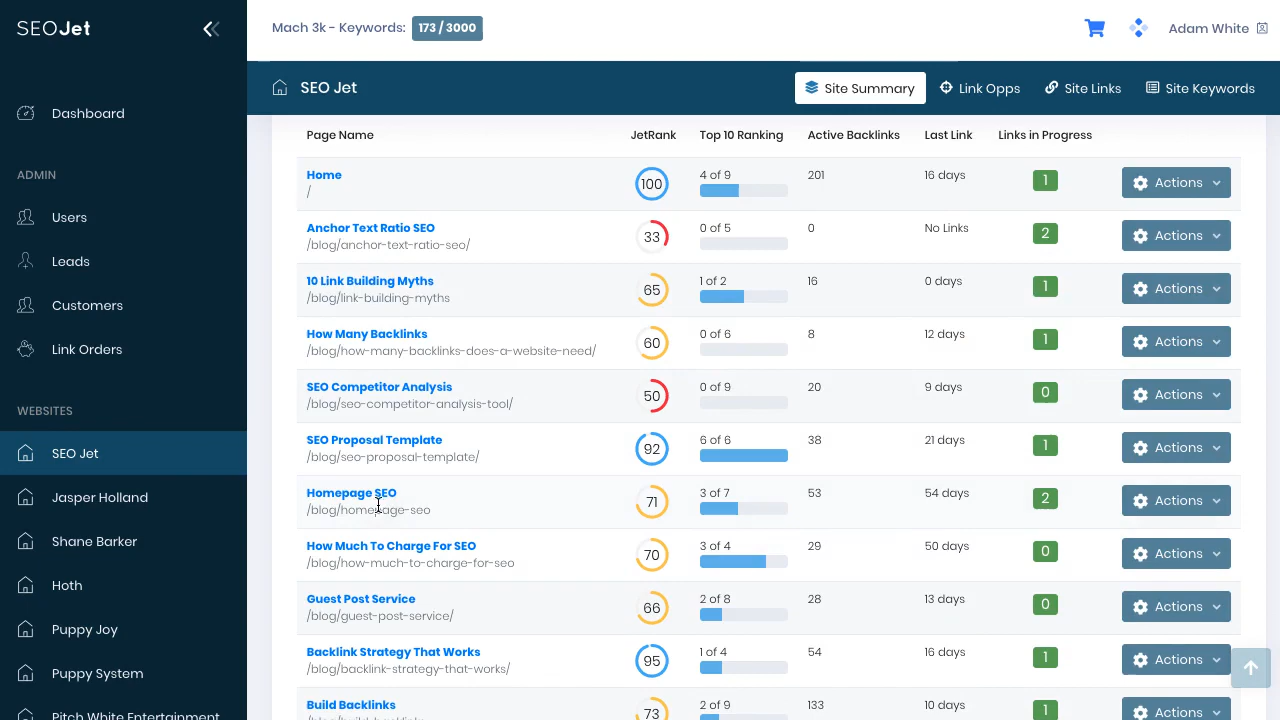 SEOJet
Mach 3k - Keywords: 173 / 3000
Adam White
SEO Jet
Site Summary
Link Opps
Site Links
Site Keywords
Dashboard
ADMIN
Users
Leads
Customers
Link Orders
WEBSITES
SEO Jet
Jasper Holland
Shane Barker
Hoth
Puppy Joy
Puppy System
Pitch White Entertainment
Page Name JetRank Top 10 Ranking Active Backlinks Last Link Links in Progress
Home 100 4 of 9 201 16 days 1 Actions
/
Anchor Text Ratio SEO 33 0 of 5 0 No Links 2 Actions
/blog/anchor-text-ratio-seo/
10 Link Building Myths 65 1 of 2 16 0 days 1 Actions
/blog/link-building-myths
How Many Backlinks 60 0 of 6 8 12 days 1 Actions
/blog/how-many-backlinks-does-a-website-need/
SEO Competitor Analysis 50 0 of 9 20 9 days 0 Actions
/blog/seo-competitor-analysis-tool/
SEO Proposal Template 92 6 of 6 38 21 days 1 Actions
/blog/seo-proposal-template/
Homepage SEO 71 3 of 7 53 54 days 2 Actions
/blog/homepage-seo
How Much To Charge For SEO 70 3 of 4 29 50 days 0 Actions
/blog/how-much-to-charge-for-seo
Guest Post Service 66 2 of 8 28 13 days 0 Actions
/blog/guest-post-service/
Backlink Strategy That Works 95 1 of 4 54 16 days 1 Actions
/blog/backlink-strategy-that-works/
Build Backlinks 73 2 of 9 133 10 days 1 Actions